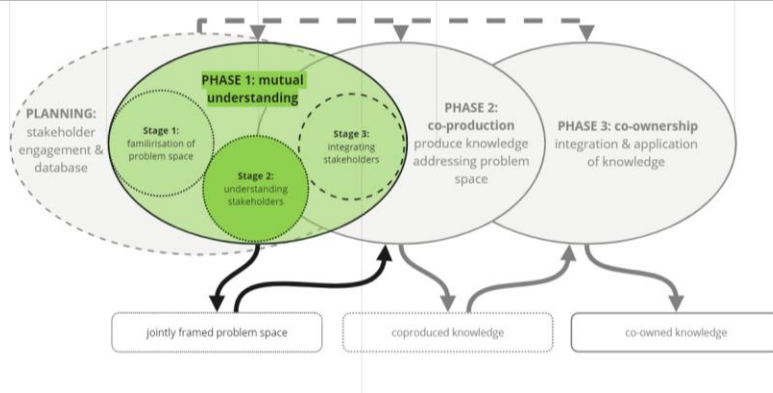 PHASE 1: mutual
understanding
PLANNING:
stakeholder
engagement &
database
Stage 1:
familirisation of
problem space
Stage 2:
understanding
stakeholders
Stage 3:
integrating
stakeholders
PHASE 2:
co-production
produce knowledge
addressing problem
space
PHASE 3: co-ownership
integration & application
of knowledge
jointly framed problem space
coproduced knowledge
co-owned knowledge